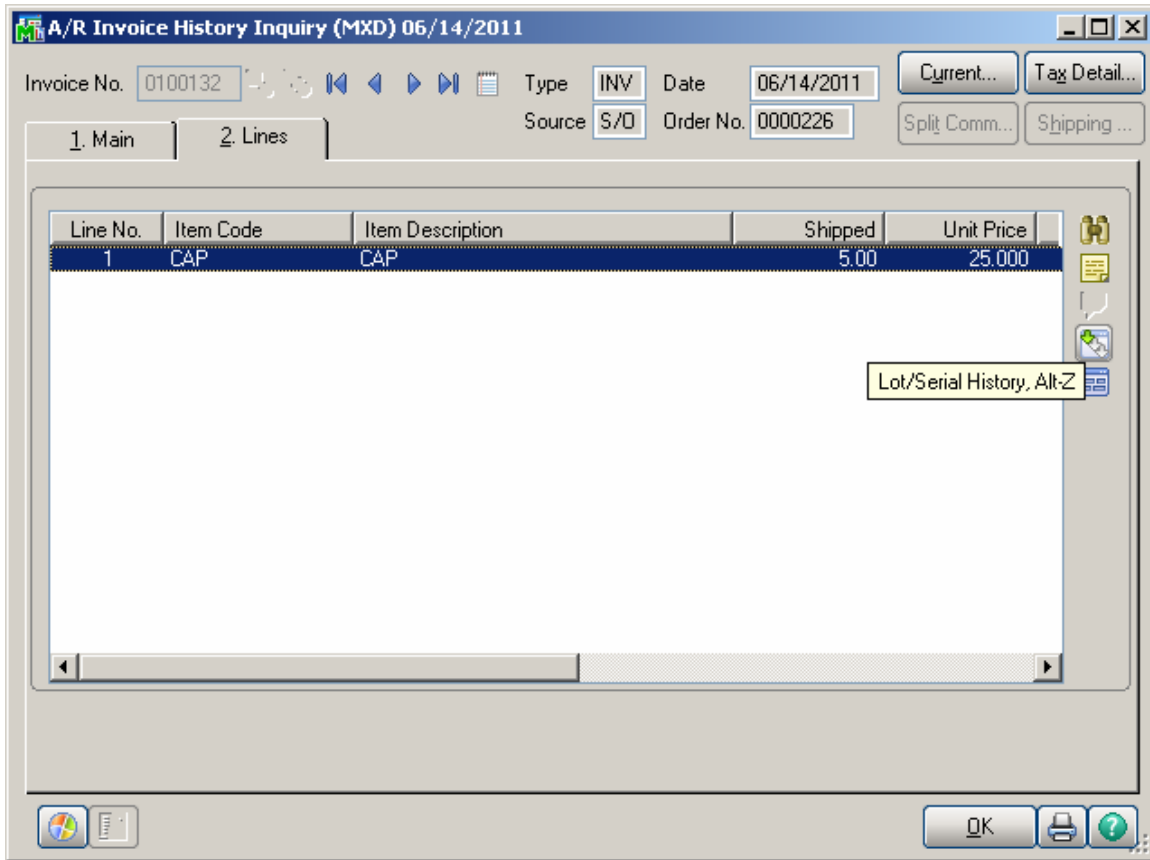 A/R Invoice History Inquiry (MXD) 06/14/2011
Invoice No. 0100132 Type INV Date 06/14/2011 Current... Tax Detail...
Source S/O Order No. 0000226 Split Comm... Shipping ...
1. Main 2. Lines
Line No. Item Code Item Description Shipped Unit Price
1 CAP CAP 5.00 25.000
Lot/Serial History, Alt-Z
OK